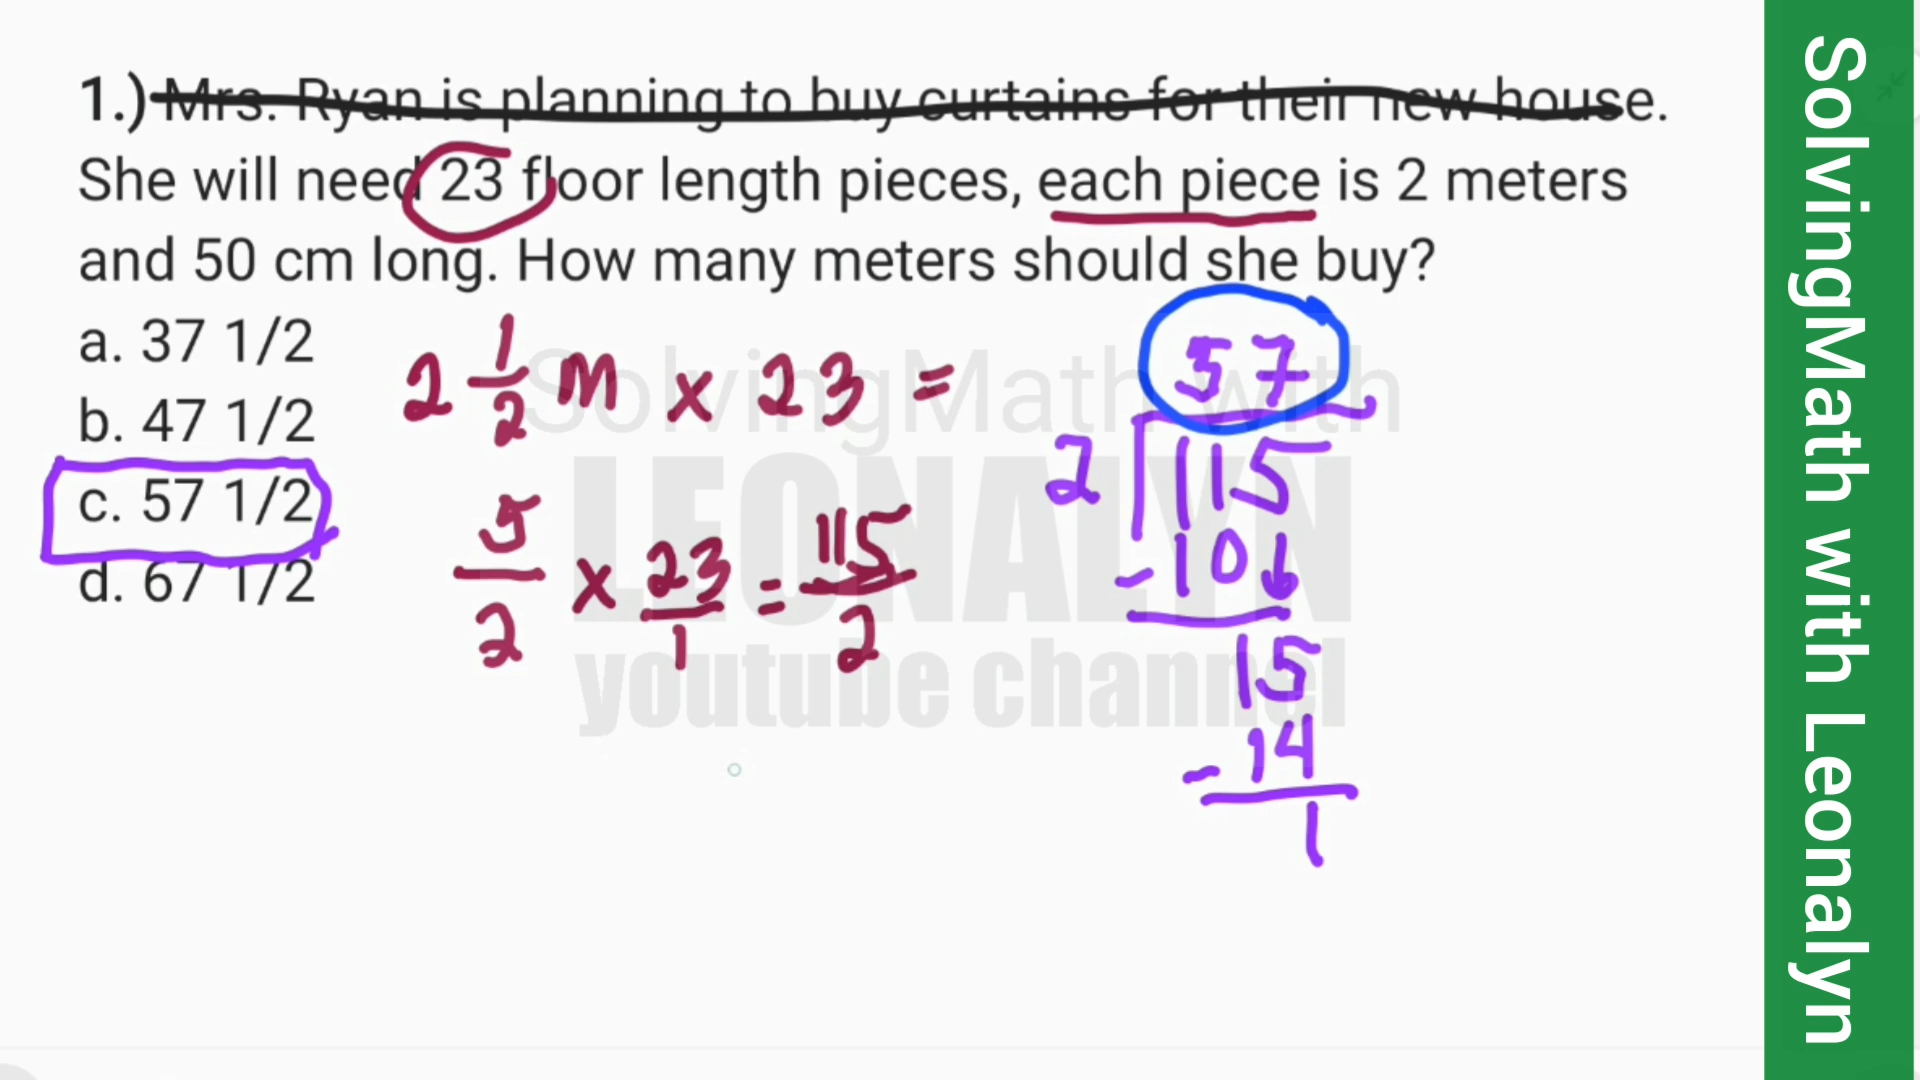 1.) Mrs. Ryan is planning to buy curtains for their new house.
She will need 23 floor length pieces, each piece is 2 meters
and 50 cm long. How many meters should she buy?
a. 37 1/2
b. 47 1/2
c. 57 1/2
d. 67 1/2
2 1/2 m x 23 =
5/2 x 23/1 = 115/2
57
2 115
- 10
15
- 14
1
SolvingMath with
LEONALYN
youtube channel
SolvingMath with Leonalyn